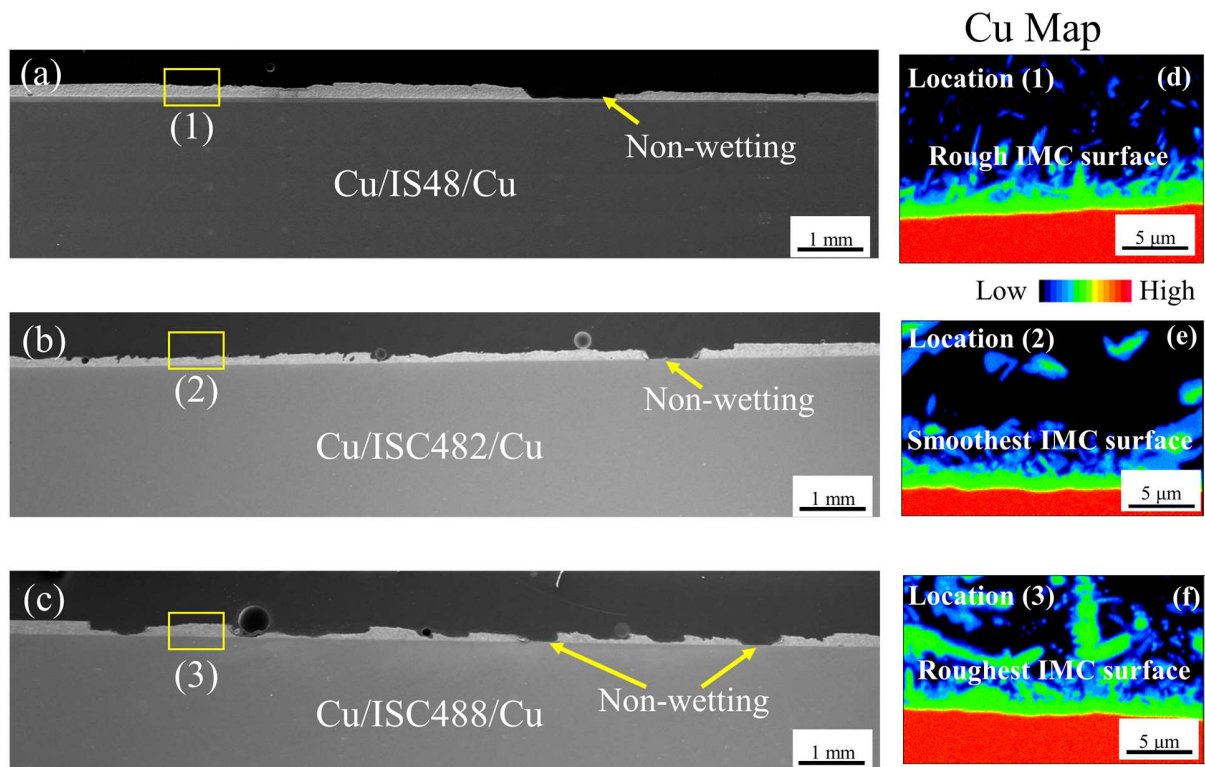 Cu Map
(a)
(1)
Non-wetting
Cu/IS48/Cu
1 mm
Location (1)
(d)
Rough IMC surface
5 μm
Low
High
(b)
(2)
Non-wetting
Cu/ISC482/Cu
1 mm
Location (2)
(e)
Smoothest IMC surface
5 μm
(c)
(3)
Non-wetting
Cu/ISC488/Cu
1 mm
Location (3)
(f)
Roughest IMC surface
5 μm